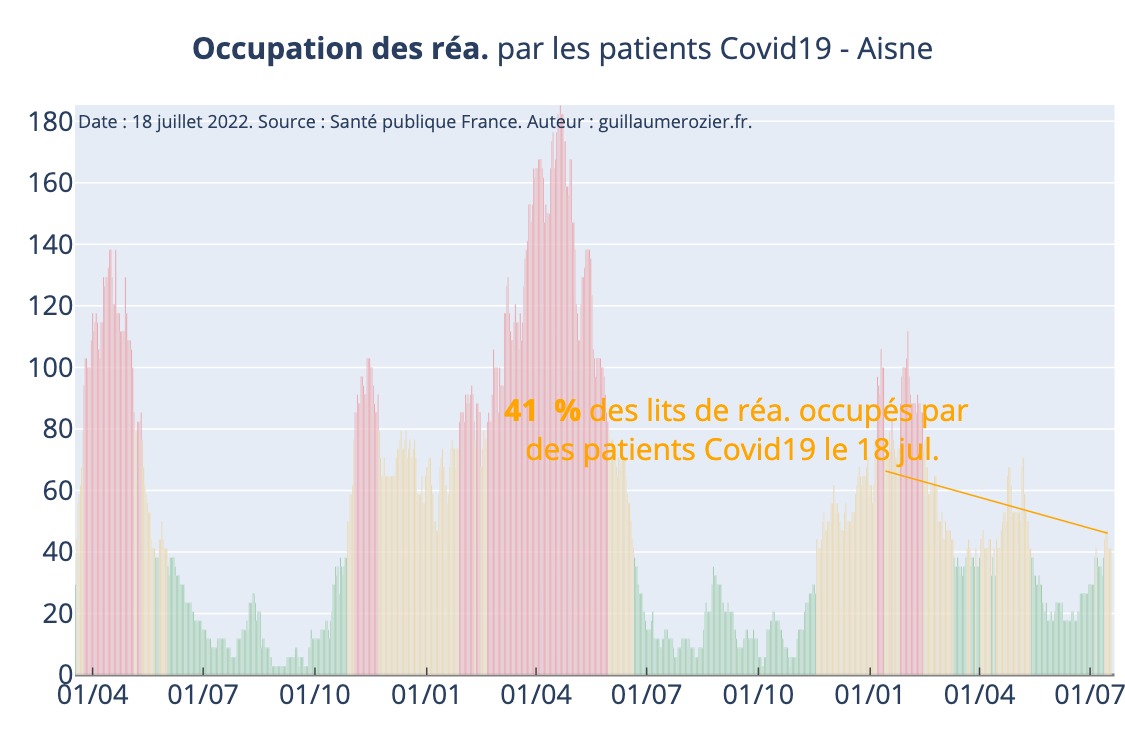 Occupation des réa. par les patients Covid19 - Aisne
180
Date : 18 juillet 2022. Source : Santé publique France. Auteur : guillaumerozier.fr.
160
140
120
100
80
60
40
20
0
41 % des lits de réa. occupés par
des patients Covid19 le 18 jul.
01/04 01/07 01/10 01/01 01/04 01/07 01/10 01/01 01/04 01/07